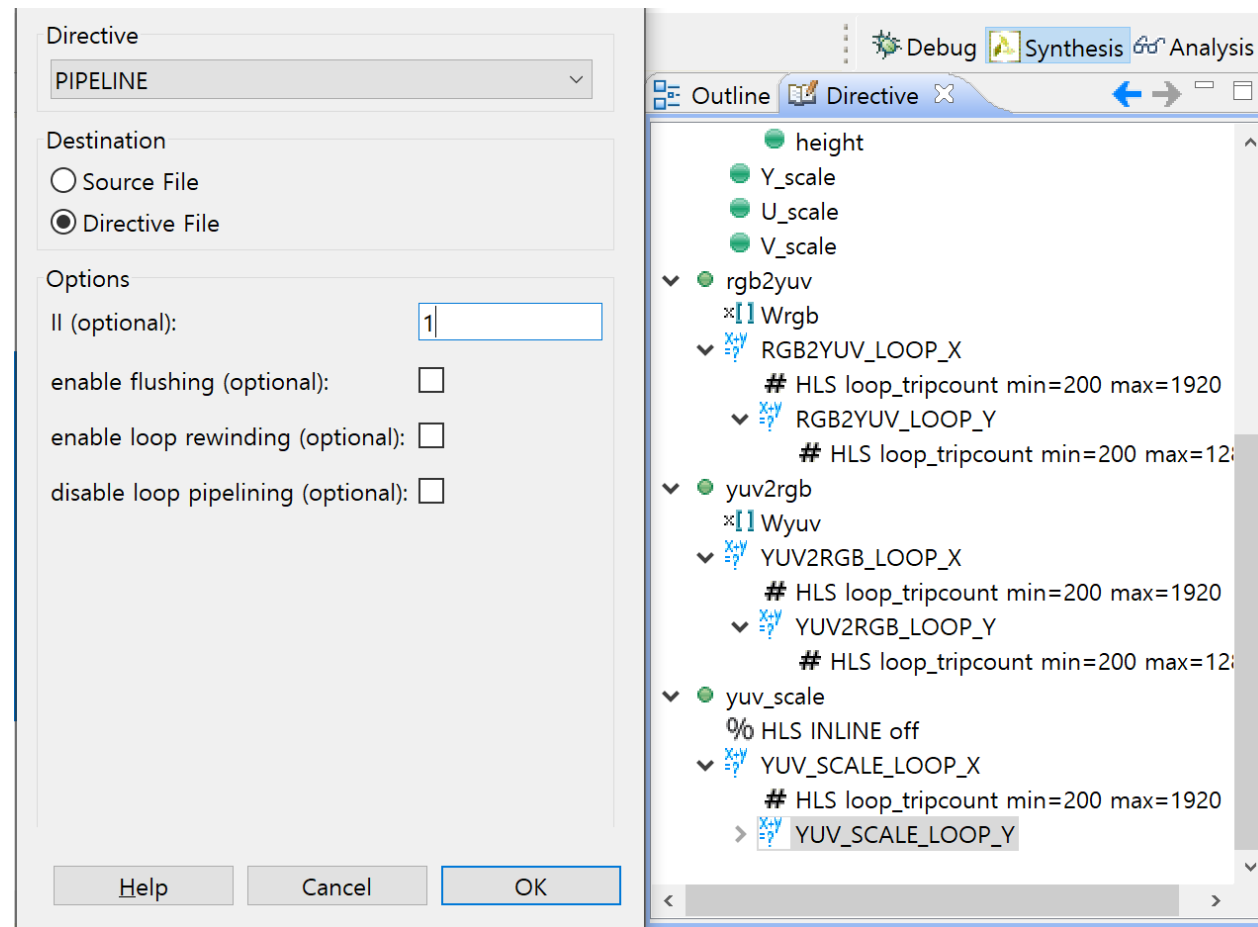 Directive
PIPELINE
Destination
Source File
Directive File
Options
II (optional):
1
enable flushing (optional):
enable loop rewinding (optional):
disable loop pipelining (optional):
Help
Cancel
OK
Debug
Synthesis
Analysis
Outline
Directive
height
Y_scale
U_scale
V_scale
rgb2yuv
x[] Wrgb
X+Y=? RGB2YUV_LOOP_X
# HLS loop_tripcount min=200 max=1920
X+Y=? RGB2YUV_LOOP_Y
# HLS loop_tripcount min=200 max=128
yuv2rgb
x[] Wyuv
X+Y=? YUV2RGB_LOOP_X
# HLS loop_tripcount min=200 max=1920
X+Y=? YUV2RGB_LOOP_Y
# HLS loop_tripcount min=200 max=128
yuv_scale
% HLS INLINE off
X+Y=? YUV_SCALE_LOOP_X
# HLS loop_tripcount min=200 max=1920
X+Y=? YUV_SCALE_LOOP_Y